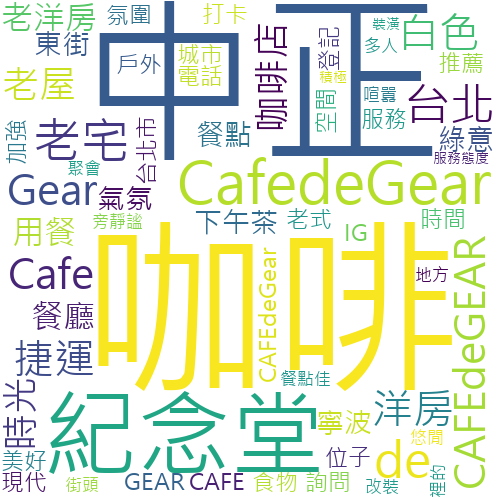 老洋房
氛圍
打卡
東街
戶外
城市
電話
老屋
中正
咖啡店
登記
裝潢
多人
白色
積極
推薦
喧囂
台北
加強
老宅
台北市
餐點
空間
服務
綠意
聚會
服務態度
Gear
氣氛
CafedeGear
旁靜謐
用餐
下午茶
老式
時間
IG
Cafe
咖啡
CAFEdeGear
CAFEdeGEAR
地方
餐廳
捷運
餐點佳
時光
紀念堂
寧波
洋房
de
悠閒
美好
位子
裡的
現代
街頭
GEAR
CAFE
食物
詢問
改裝